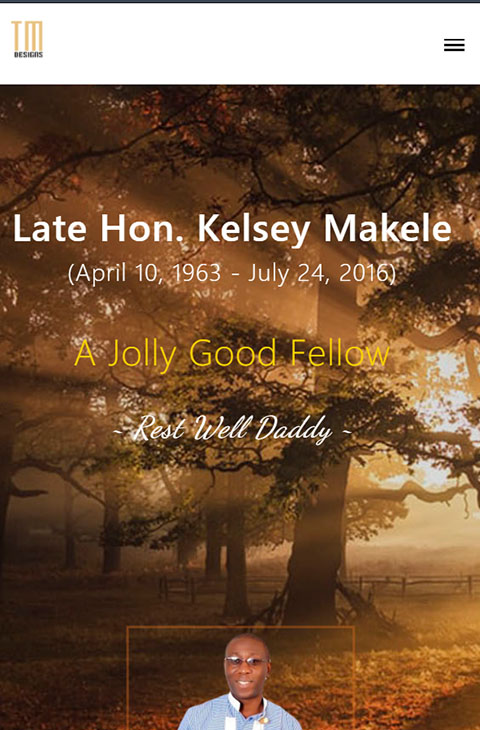 TM
DESIGNS
Late Hon. Kelsey Makele
(April 10, 1963 - July 24, 2016)
A Jolly Good Fellow
~ Rest Well Daddy ~